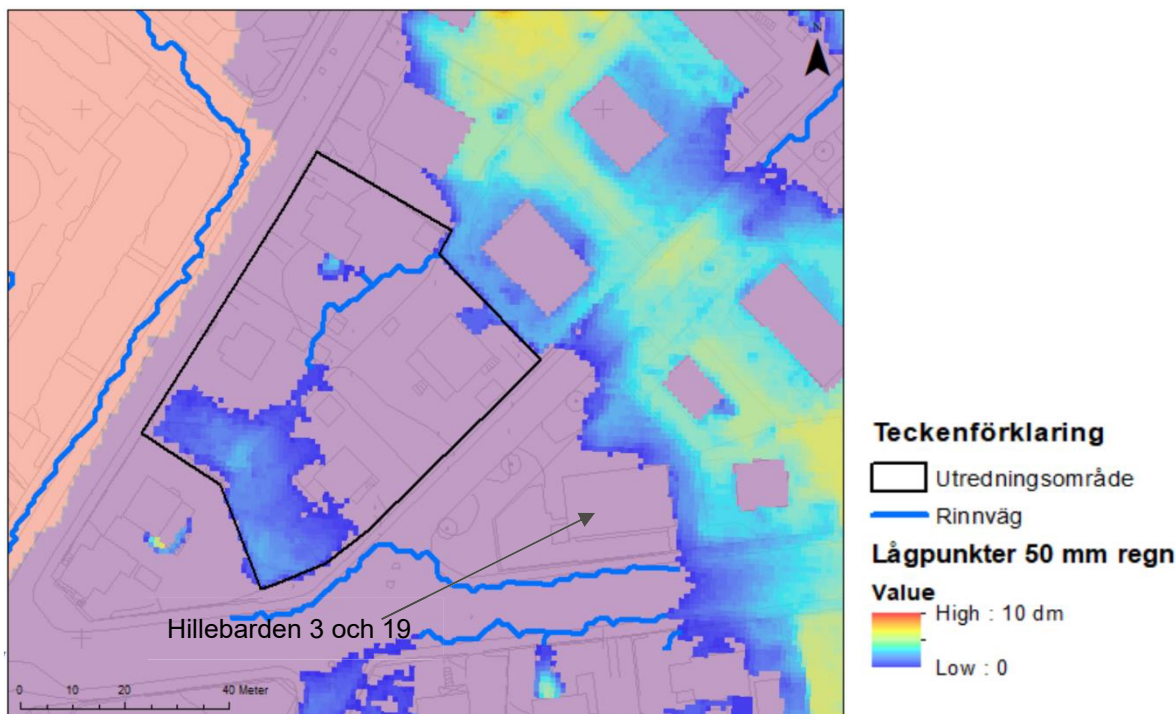 N
Hillebarden 3 och 19
0 10 20 40 Meter
Teckenförklaring
Utredningsområde
Rinnväg
Lågpunkter 50 mm regn
Value
High : 10 dm
Low : 0